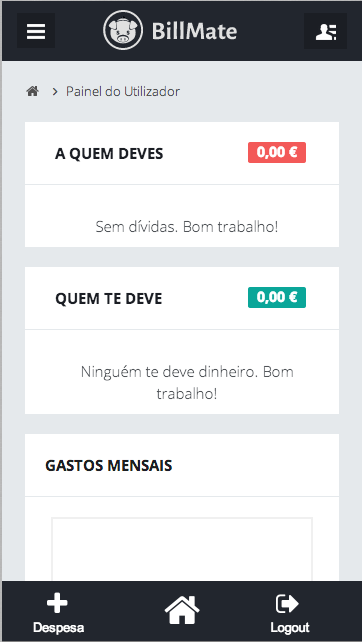 BillMate
Painel do Utilizador
A QUEM DEVES
0,00 €
Sem dívidas. Bom trabalho!
QUEM TE DEVE
0,00 €
Ninguém te deve dinheiro. Bom
trabalho!
GASTOS MENSAIS
Despesa
Logout